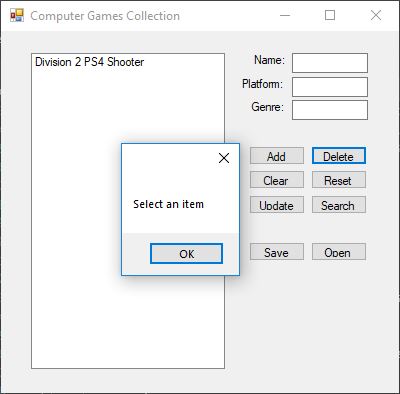 Computer Games Collection
Division 2 PS4 Shooter
Name:
Platform:
Genre:
Select an item
OK
Add
Delete
Clear
Reset
Update
Search
Save
Open